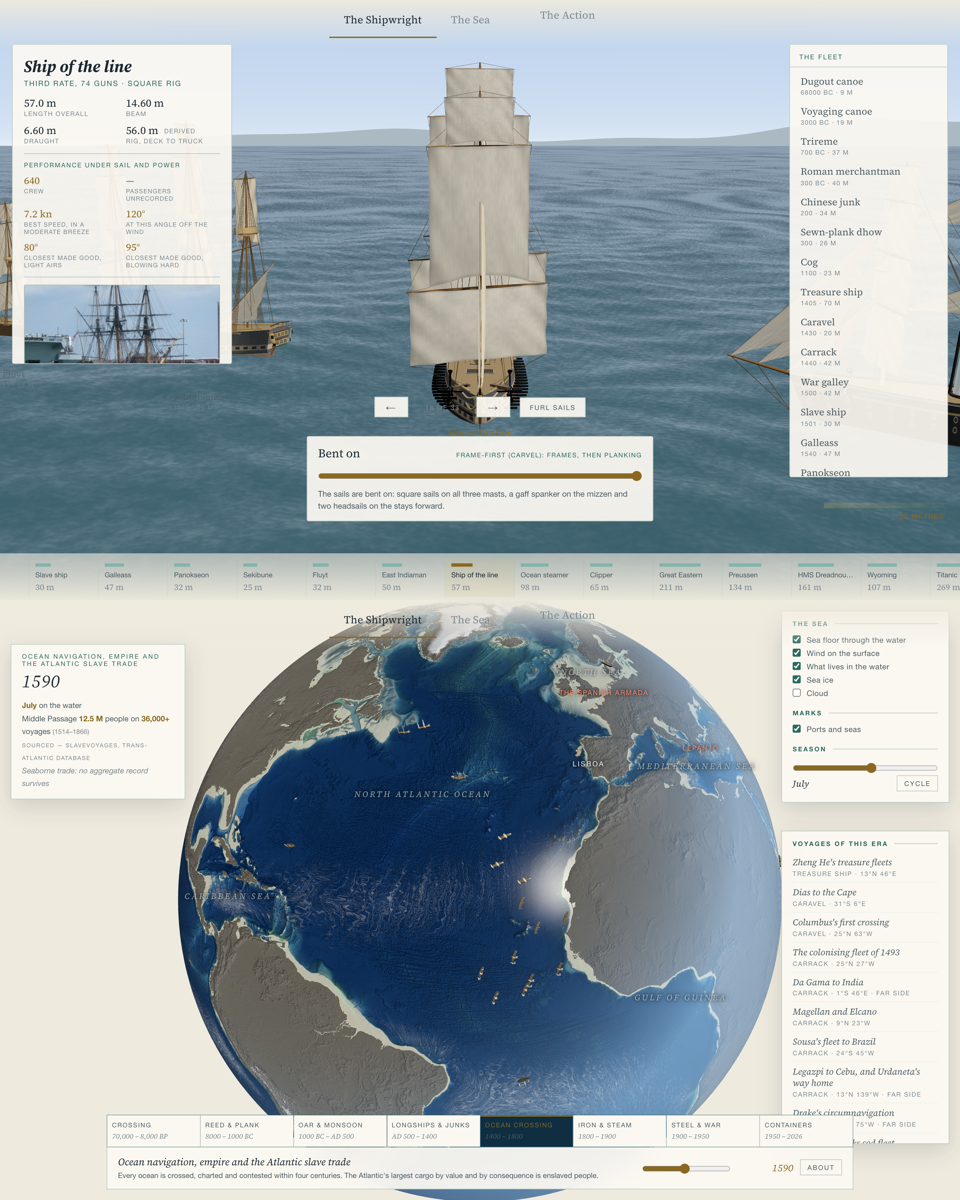 The Shipwright
The Sea
The Action
Ship of the line
THIRD RATE, 74 GUNS · SQUARE RIG
57.0 m
LENGTH OVERALL
14.60 m
BEAM
6.60 m
DRAUGHT
56.0 m DERIVED
RIG, DECK TO TRUCK
PERFORMANCE UNDER SAIL AND POWER
640
CREW
—
PASSENGERS
UNRECORDED
7.2 kn
BEST SPEED, IN A
MODERATE BREEZE
120°
AT THIS ANGLE OFF THE
WIND
80°
CLOSEST MADE GOOD,
LIGHT AIRS
95°
CLOSEST MADE GOOD,
BLOWING HARD
THE FLEET
Dugout canoe
68000 BC · 9 M
Voyaging canoe
3000 BC · 19 M
Trireme
700 BC · 37 M
Roman merchantman
300 BC · 40 M
Chinese junk
200 · 34 M
Sewn-plank dhow
300 · 26 M
Cog
1100 · 23 M
Treasure ship
1405 · 70 M
Caravel
1430 · 20 M
Carrack
1440 · 42 M
War galley
1500 · 42 M
Slave ship
1501 · 30 M
Galleass
1540 · 47 M
Panokseon
←
→
FURL SAILS
Bent on
FRAME-FIRST (CARVEL): FRAMES, THEN PLANKING
The sails are bent on: square sails on all three masts, a gaff spanker on the mizzen and
two headsails on the stays forward.
Slave ship
30 m
Galleass
47 m
Panokseon
32 m
Sekibune
25 m
Fluyt
32 m
East Indiaman
50 m
Ship of the line
57 m
Ocean steamer
98 m
Clipper
65 m
Great Eastern
211 m
Preussen
134 m
HMS Dreadnou...
161 m
Wyoming
107 m
Titanic
269 m
The Shipwright
The Sea
The Action
OCEAN NAVIGATION, EMPIRE AND
THE ATLANTIC SLAVE TRADE
1590
July on the water
Middle Passage 12.5 M people on 36,000+
voyages (1514–1866)
SOURCED — SLAVEVOYAGES, TRANS-
ATLANTIC DATABASE
Seaborne trade: no aggregate record
survives
NORTH SEA
THE SPANISH ARMADA
LEPANTO
LISBOA
MEDITERRANEAN SEA
NORTH ATLANTIC OCEAN
CARIBBEAN SEA
GULF OF GUINEA
THE SEA
Sea floor through the water
Wind on the surface
What lives in the water
Sea ice
Cloud
MARKS
Ports and seas
SEASON
July
CYCLE
VOYAGES OF THIS ERA
Zheng He's treasure fleets
TREASURE SHIP · 13°N 46°E
Dias to the Cape
CARAVEL · 31°S 6°E
Columbus's first crossing
CARAVEL · 25°N 63°W
The colonising fleet of 1493
CARRACK · 25°N 27°W
Da Gama to India
CARRACK · 1°S 46°E · FAR SIDE
Magellan and Elcano
CARRACK · 9°N 23°W
Sousa's fleet to Brazil
CARRACK · 24°S 45°W
Legazpi to Cebu, and Urdaneta's
way home
CARRACK · 13°N 139°W · FAR SIDE
Drake's circumnavigation
75°W · FAR SIDE
CROSSING
70,000 – 8,000 BP
REED & PLANK
8000 – 1000 BC
OAR & MONSOON
1000 BC – AD 500
LONGSHIPS & JUNKS
AD 500 – 1400
OCEAN CROSSING
1400 – 1800
IRON & STEAM
1800 – 1900
STEEL & WAR
1900 – 1950
CONTAINERS
1950 – 2026
Ocean navigation, empire and the Atlantic slave trade
Every ocean is crossed, charted and contested within four centuries. The Atlantic's largest cargo by value and by consequence is enslaved people.
1590
ABOUT